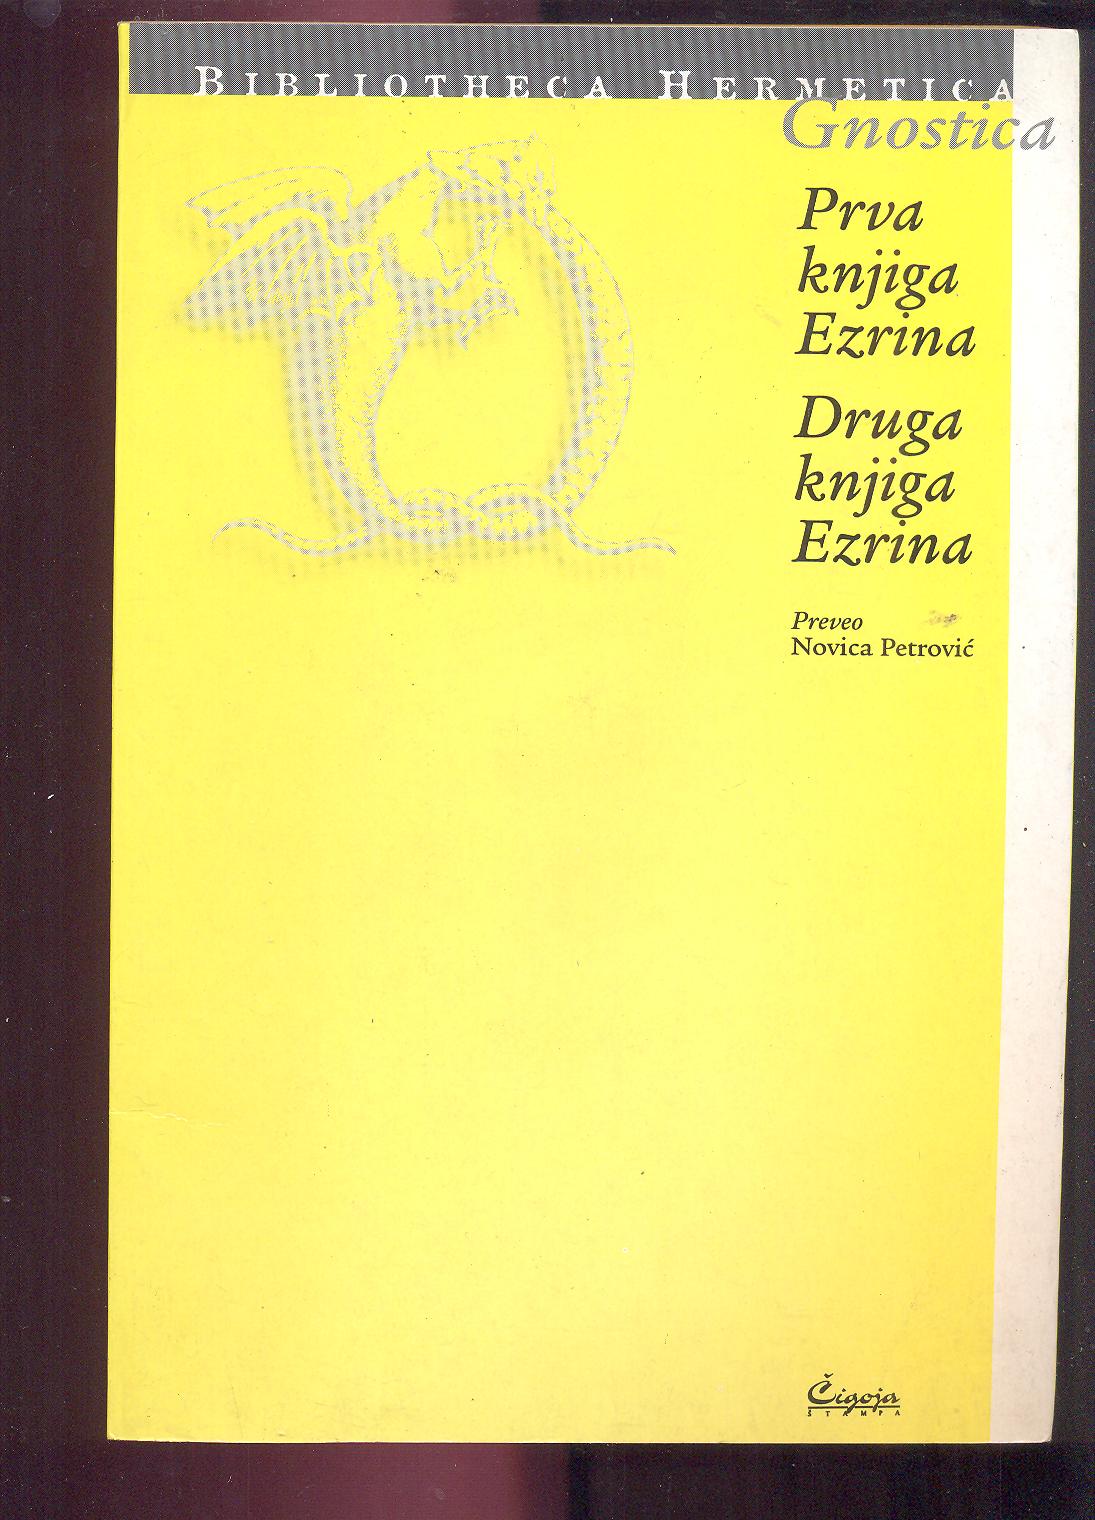 BIBLIOTHECA HERMETICA
Gnostica
Prva
knjiga
Ezrina
Druga
knjiga
Ezrina
Preveo
Novica Petrović
Čigoja
ŠTAMPA